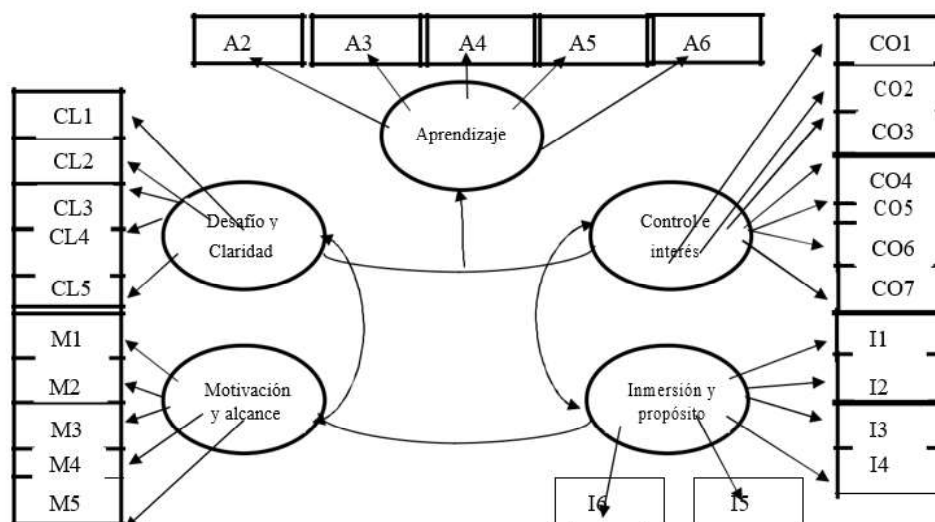 A2 A3 A4 A5 A6
CO1
CO2
CO3
CO4
CO5
CO6
CO7
CL1
CL2
CL3
CL4
CL5
Aprendizaje
Desafío y
Claridad
Control e
interés
M1
M2
M3
M4
M5
Motivación
y alcance
Inmersión y
propósito
I1
I2
I3
I4
I6 I5